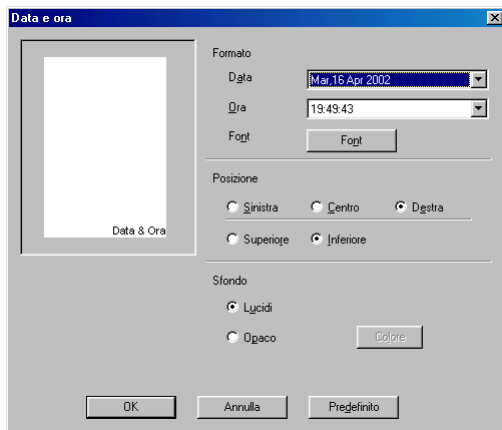 Data e ora
Formato
Data Mar,16 Apr 2002
Ora 19:49:43
Font Font
Posizione
Sinistra Centro Destra
Superiore Inferiore
Data & Ora
Sfondo
Lucidi
Opaco Colore
OK Annulla Predefinito